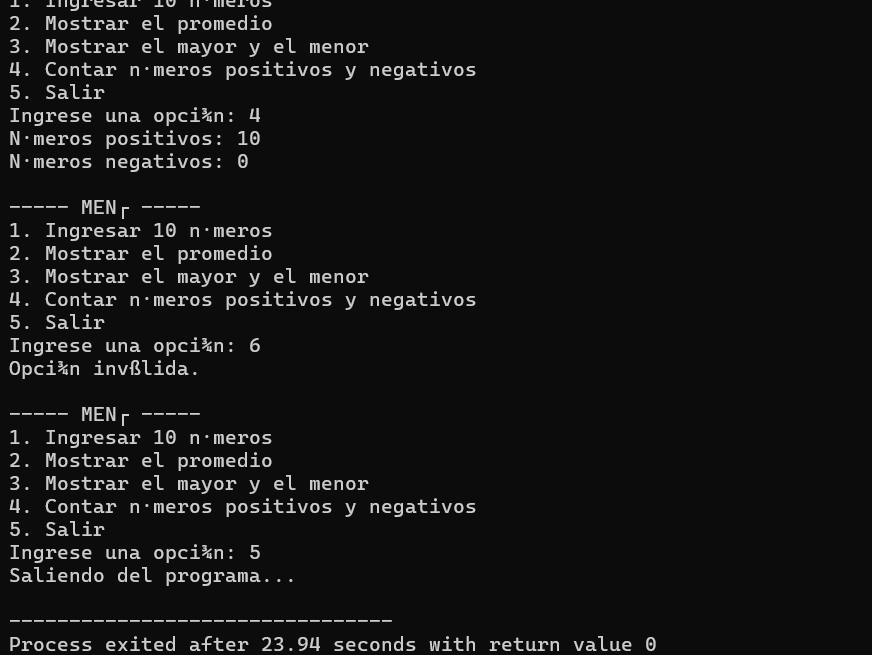 1. Ingresar 10 n·meros
2. Mostrar el promedio
3. Mostrar el mayor y el menor
4. Contar n·meros positivos y negativos
5. Salir
Ingrese una opci¾n: 4
N·meros positivos: 10
N·meros negativos: 0
----- MEN┌ -----
1. Ingresar 10 n·meros
2. Mostrar el promedio
3. Mostrar el mayor y el menor
4. Contar n·meros positivos y negativos
5. Salir
Ingrese una opci¾n: 6
Opci¾n invßlida.
----- MEN┌ -----
1. Ingresar 10 n·meros
2. Mostrar el promedio
3. Mostrar el mayor y el menor
4. Contar n·meros positivos y negativos
5. Salir
Ingrese una opci¾n: 5
Saliendo del programa...
--------------------------------
Process exited after 23.94 seconds with return value 0